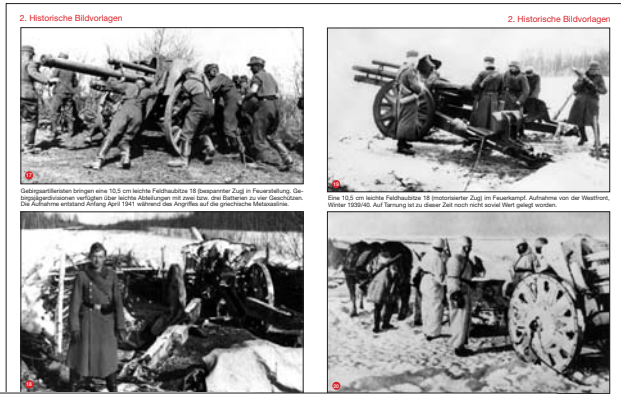 2. Historische Bildvorlagen
17
Gebirgsartilleristen bringen eine 10,5 cm leichte Feldhaubitze 18 (bespannter Zug) in Feuerstellung. Ge-
birgsjägerdivisionen verfügten über leichte Abteilungen mit zwei bzw. drei Batterien zu vier Geschützen.
Die Aufnahme entstand Anfang April 1941 während des Angriffes auf die griechische Metaxaslinie.
18
2. Historische Bildvorlagen
19
Eine 10,5 cm leichte Feldhaubitze 18 (motorisierter Zug) im Feuerkampf. Aufnahme von der Westfront,
Winter 1939/40. Auf Tarnung ist zu dieser Zeit noch nicht soviel Wert gelegt worden.
20